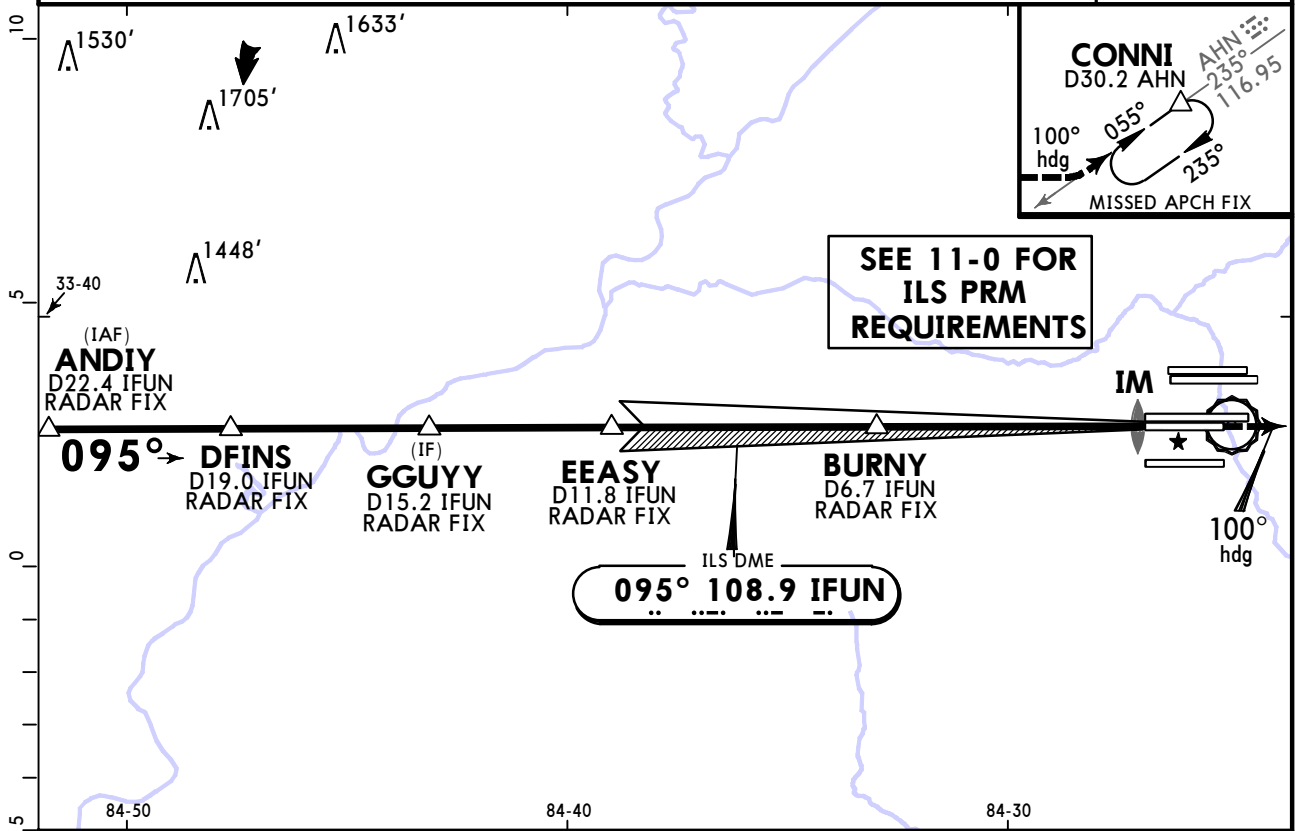 10
1530'
1633'
1705'
CONNI
D30.2 AHN
AHN
235°
116.95
055°
100°
hdg
235°
MISSED APCH FIX
1448'
SEE 11-0 FOR
ILS PRM
REQUIREMENTS
5
33-40
(IAF)
ANDIY
D22.4 IFUN
RADAR FIX
IM
095°
DFINS
D19.0 IFUN
RADAR FIX
(IF)
GGUYY
D15.2 IFUN
RADAR FIX
EEASY
D11.8 IFUN
RADAR FIX
BURNY
D6.7 IFUN
RADAR FIX
100°
hdg
0
ILS DME
095° 108.9 IFUN
84-50
84-40
84-30
5